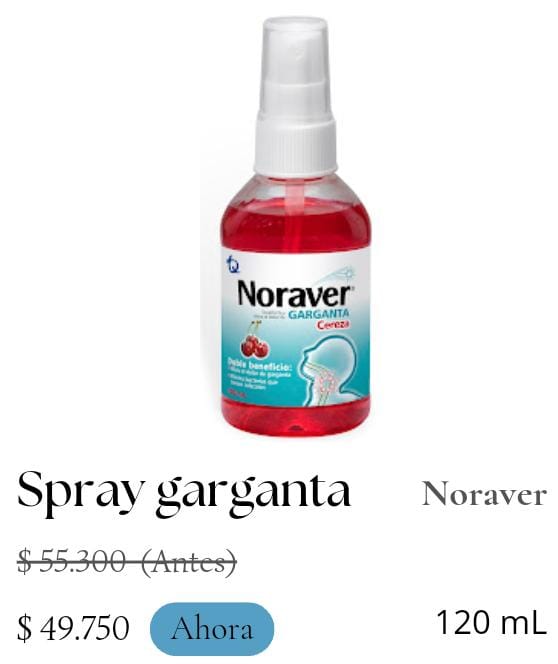 Noraver
GARGANTA
Cereza
Doble beneficio:
Spray garganta
Noraver
$ 55.300 (Antes)
$ 49.750
Ahora
120 mL